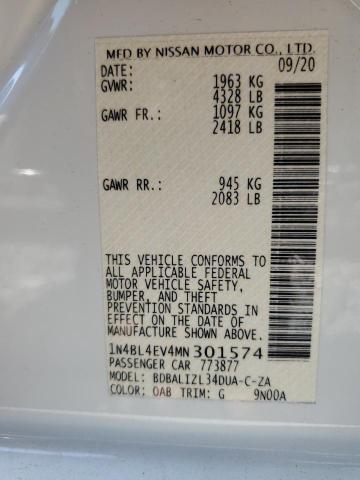 MFD BY NISSAN MOTOR CO., LTD.
DATE: 09/20
GVWR: 1963 KG
4328 LB
GAWR FR.: 1097 KG
2418 LB
GAWR RR.: 945 KG
2083 LB
THIS VEHICLE CONFORMS TO
ALL APPLICABLE FEDERAL
MOTOR VEHICLE SAFETY,
BUMPER, AND THEFT
PREVENTION STANDARDS IN
EFFECT ON THE DATE OF
MANUFACTURE SHOWN ABOVE.
1N4BL4EV4MN301574
PASSENGER CAR 773877
MODEL: BDBALIZL34DUA-C-ZA
COLOR: OAB TRIM: G 9N00A